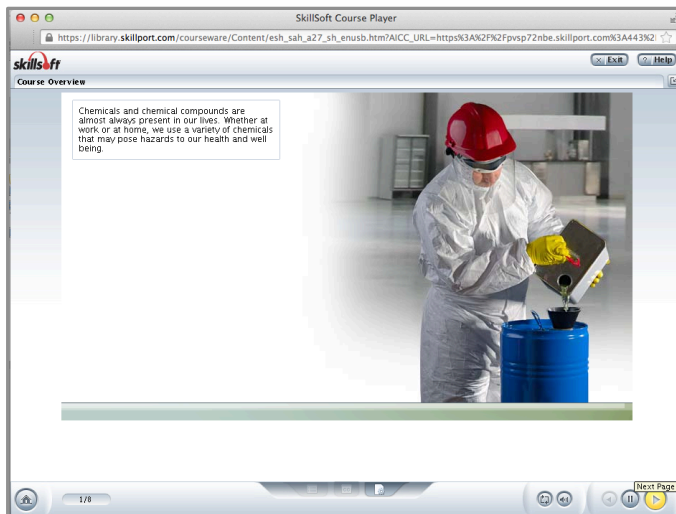 SkillSoft Course Player
https://library.skillport.com/courseware/Content/esh_sah_a27_sh_enusb.htm?AICC_URL=https%3A%2F%2Fpvsp72nbe.skillport.com%3A443%2
skillsoft
Exit
? Help
Course Overview
Chemicals and chemical compounds are
almost always present in our lives. Whether at
work or at home, we use a variety of chemicals
that may pose hazards to our health and well
being.
Next Page
1/8